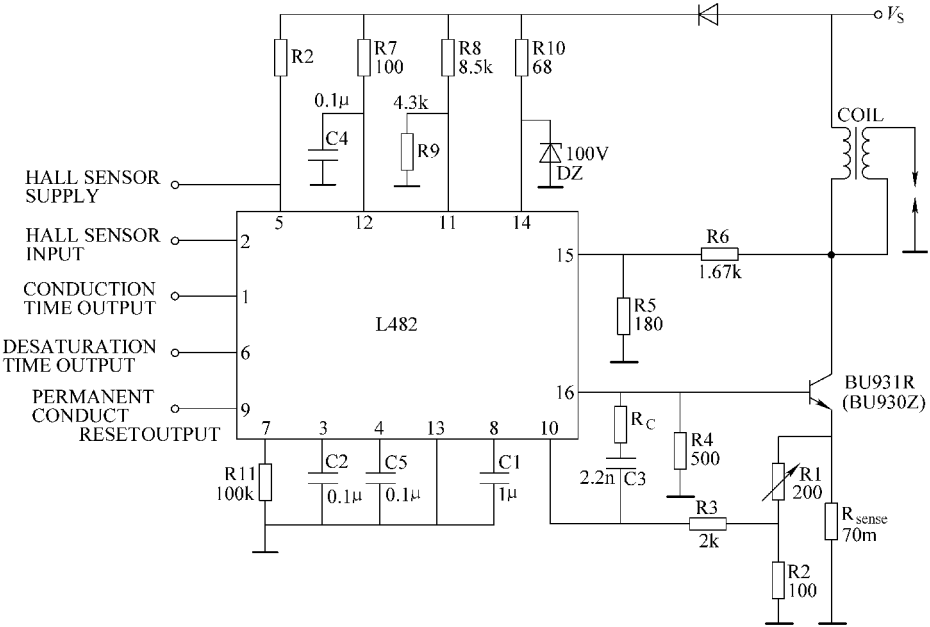 VS
R2
R7
100
R8
8.5k
R10
68
0.1μ
C4
4.3k
R9
100V
DZ
COIL
HALL SENSOR
SUPPLY
5
12
11
14
HALL SENSOR
INPUT
2
15
R6
1.67k
CONDUCTION
TIME OUTPUT
1
R5
180
L482
DESATURATION
TIME OUTPUT
6
16
BU931R
(BU930Z)
PERMANENT
CONDUCT
RESETOUTPUT
9
7
3
4
13
8
10
RC
2.2n
C3
R4
500
R11
100k
C2
0.1μ
C5
0.1μ
C1
1μ
R1
200
R3
2k
Rsense
70m
R2
100